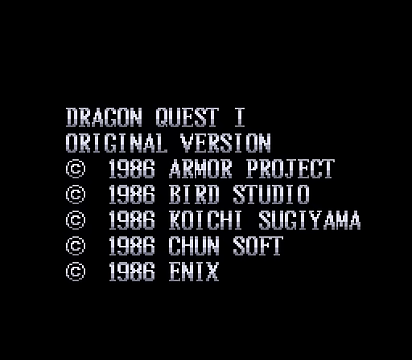 DRAGON QUEST I
ORIGINAL VERSION
© 1986 ARMOR PROJECT
© 1986 BIRD STUDIO
© 1986 KOICHI SUGIYAMA
© 1986 CHUN SOFT
© 1986 ENIX